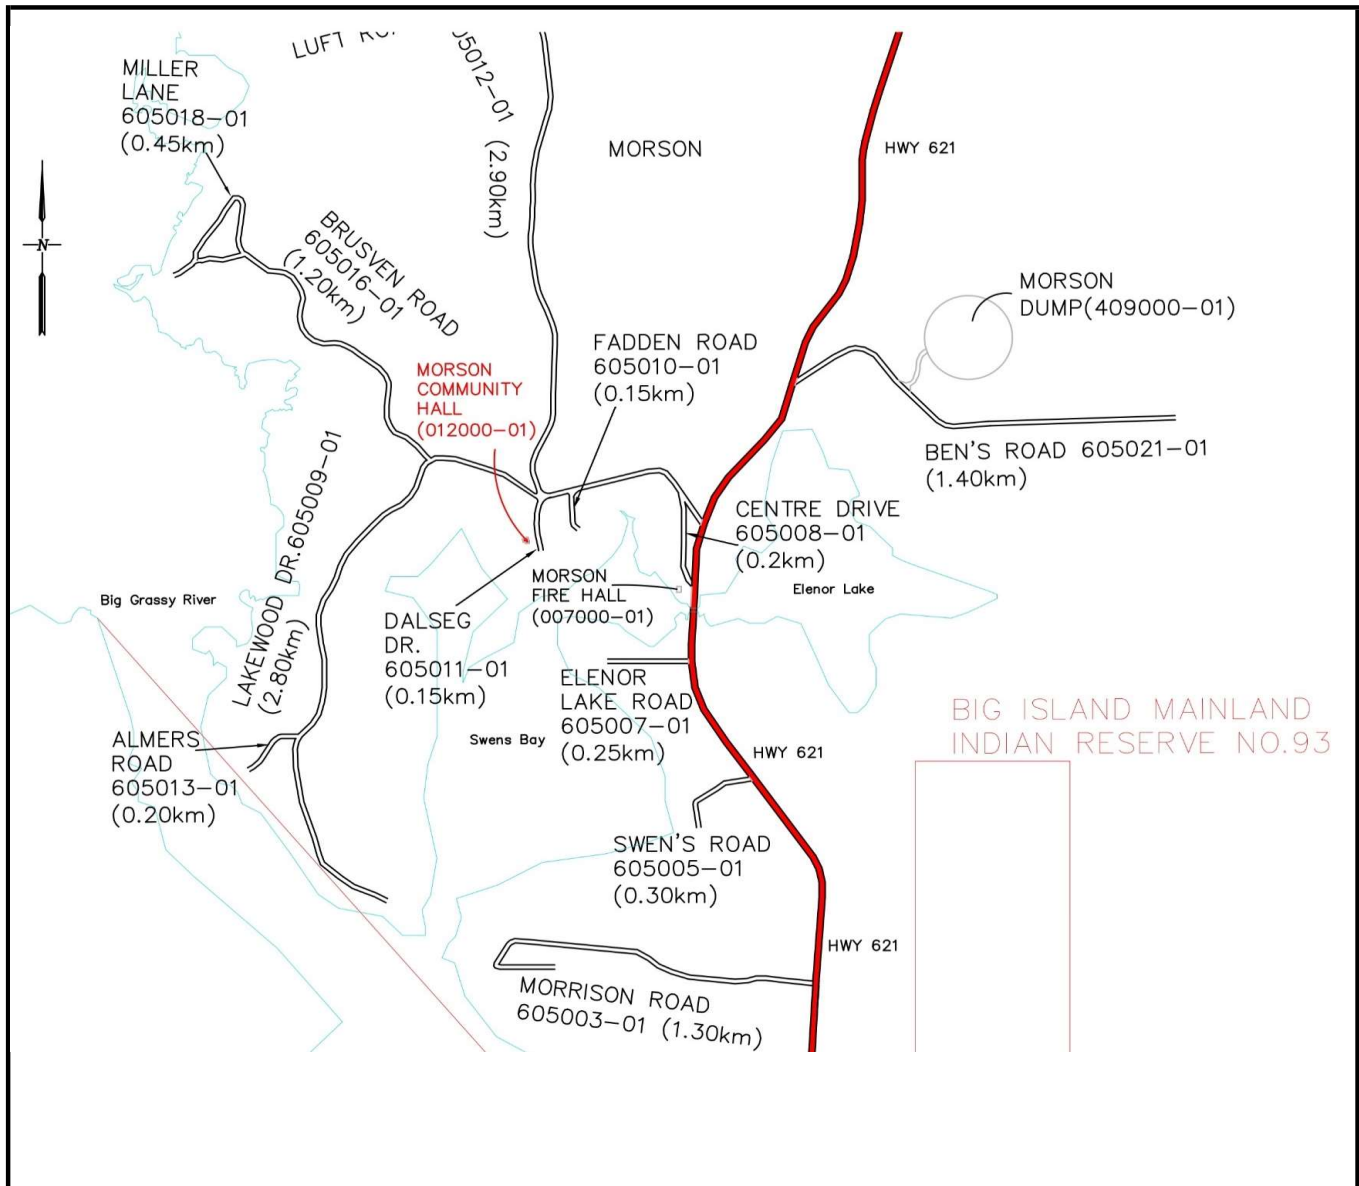 LUFT
05012-01 (2.90km)
MILLER
LANE
605018-01
(0.45km)
MORSON
HWY 621
N
BRUSVEN ROAD
605016-01
(1.20km)
MORSON
DUMP(409000-01)
FADDEN ROAD
605010-01
(0.15km)
MORSON
COMMUNITY
HALL
(012000-01)
BEN'S ROAD 605021-01
(1.40km)
LAKEWOOD DR.605009-01
(2.80km)
CENTRE DRIVE
605008-01
(0.2km)
Elenor Lake
MORSON
FIRE HALL
(007000-01)
Big Grassy River
DALSEG
DR.
605011-01
(0.15km)
ELENOR
LAKE ROAD
605007-01
(0.25km)
BIG ISLAND MAINLAND
INDIAN RESERVE NO.93
Swens Bay
HWY 621
ALMERS
ROAD
605013-01
(0.20km)
SWEN'S ROAD
605005-01
(0.30km)
HWY 621
MORRISON ROAD
605003-01 (1.30km)